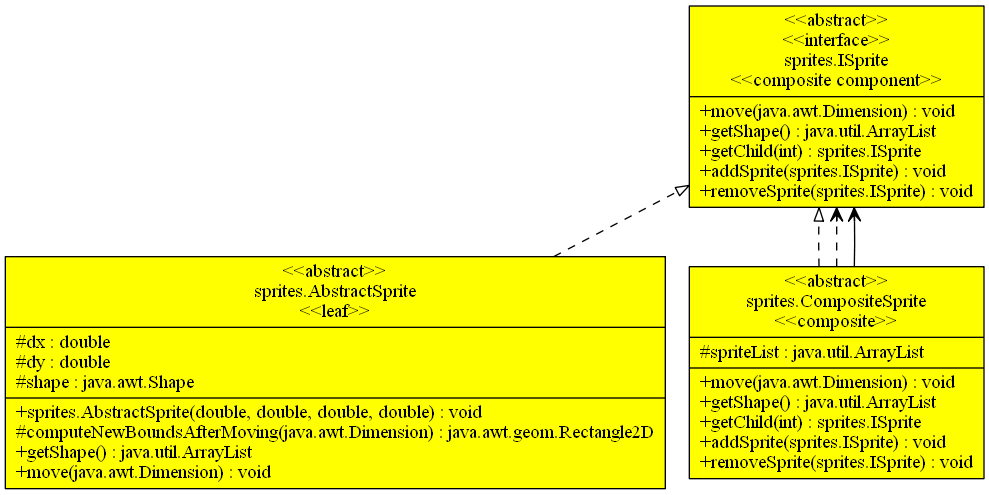 <<abstract>>
<<interface>>
sprites.ISprite
<<composite component>>
+move(java.awt.Dimension) : void
+getShape() : java.util.ArrayList
+getChild(int) : sprites.ISprite
+addSprite(sprites.ISprite) : void
+removeSprite(sprites.ISprite) : void
<<abstract>>
sprites.AbstractSprite
<<leaf>>
#dx : double
#dy : double
#shape : java.awt.Shape
+sprites.AbstractSprite(double, double, double, double) : void
#computeNewBoundsAfterMoving(java.awt.Dimension) : java.awt.geom.Rectangle2D
+getShape() : java.util.ArrayList
+move(java.awt.Dimension) : void
<<abstract>>
sprites.CompositeSprite
<<composite>>
#spriteList : java.util.ArrayList
+move(java.awt.Dimension) : void
+getShape() : java.util.ArrayList
+getChild(int) : sprites.ISprite
+addSprite(sprites.ISprite) : void
+removeSprite(sprites.ISprite) : void